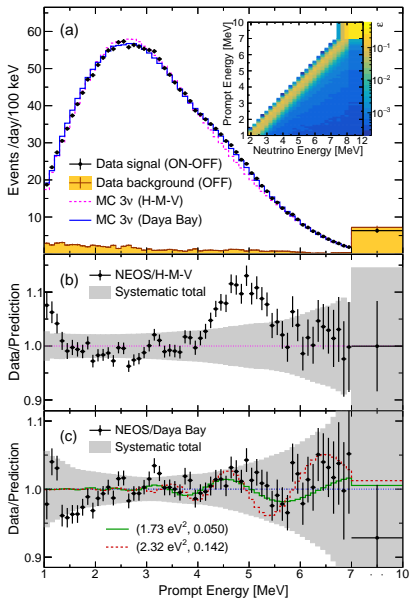 (a)
Events /day/100 keV
60
50
40
30
20
10
Data signal (ON-OFF)
Data background (OFF)
MC 3ν (H-M-V)
MC 3ν (Daya Bay)
Prompt Energy [MeV]
10
7
6
5
4
3
2
1
2 3 4 5 6 7 8 12
Neutrino Energy [MeV]
ε
10⁻¹
10⁻²
10⁻³
(b)
Data/Prediction
1.1
1.0
0.9
NEOS/H-M-V
Systematic total
(c)
Data/Prediction
1.1
1.0
0.9
NEOS/Daya Bay
Systematic total
(1.73 eV², 0.050)
(2.32 eV², 0.142)
1 2 3 4 5 6 7 10
Prompt Energy [MeV]